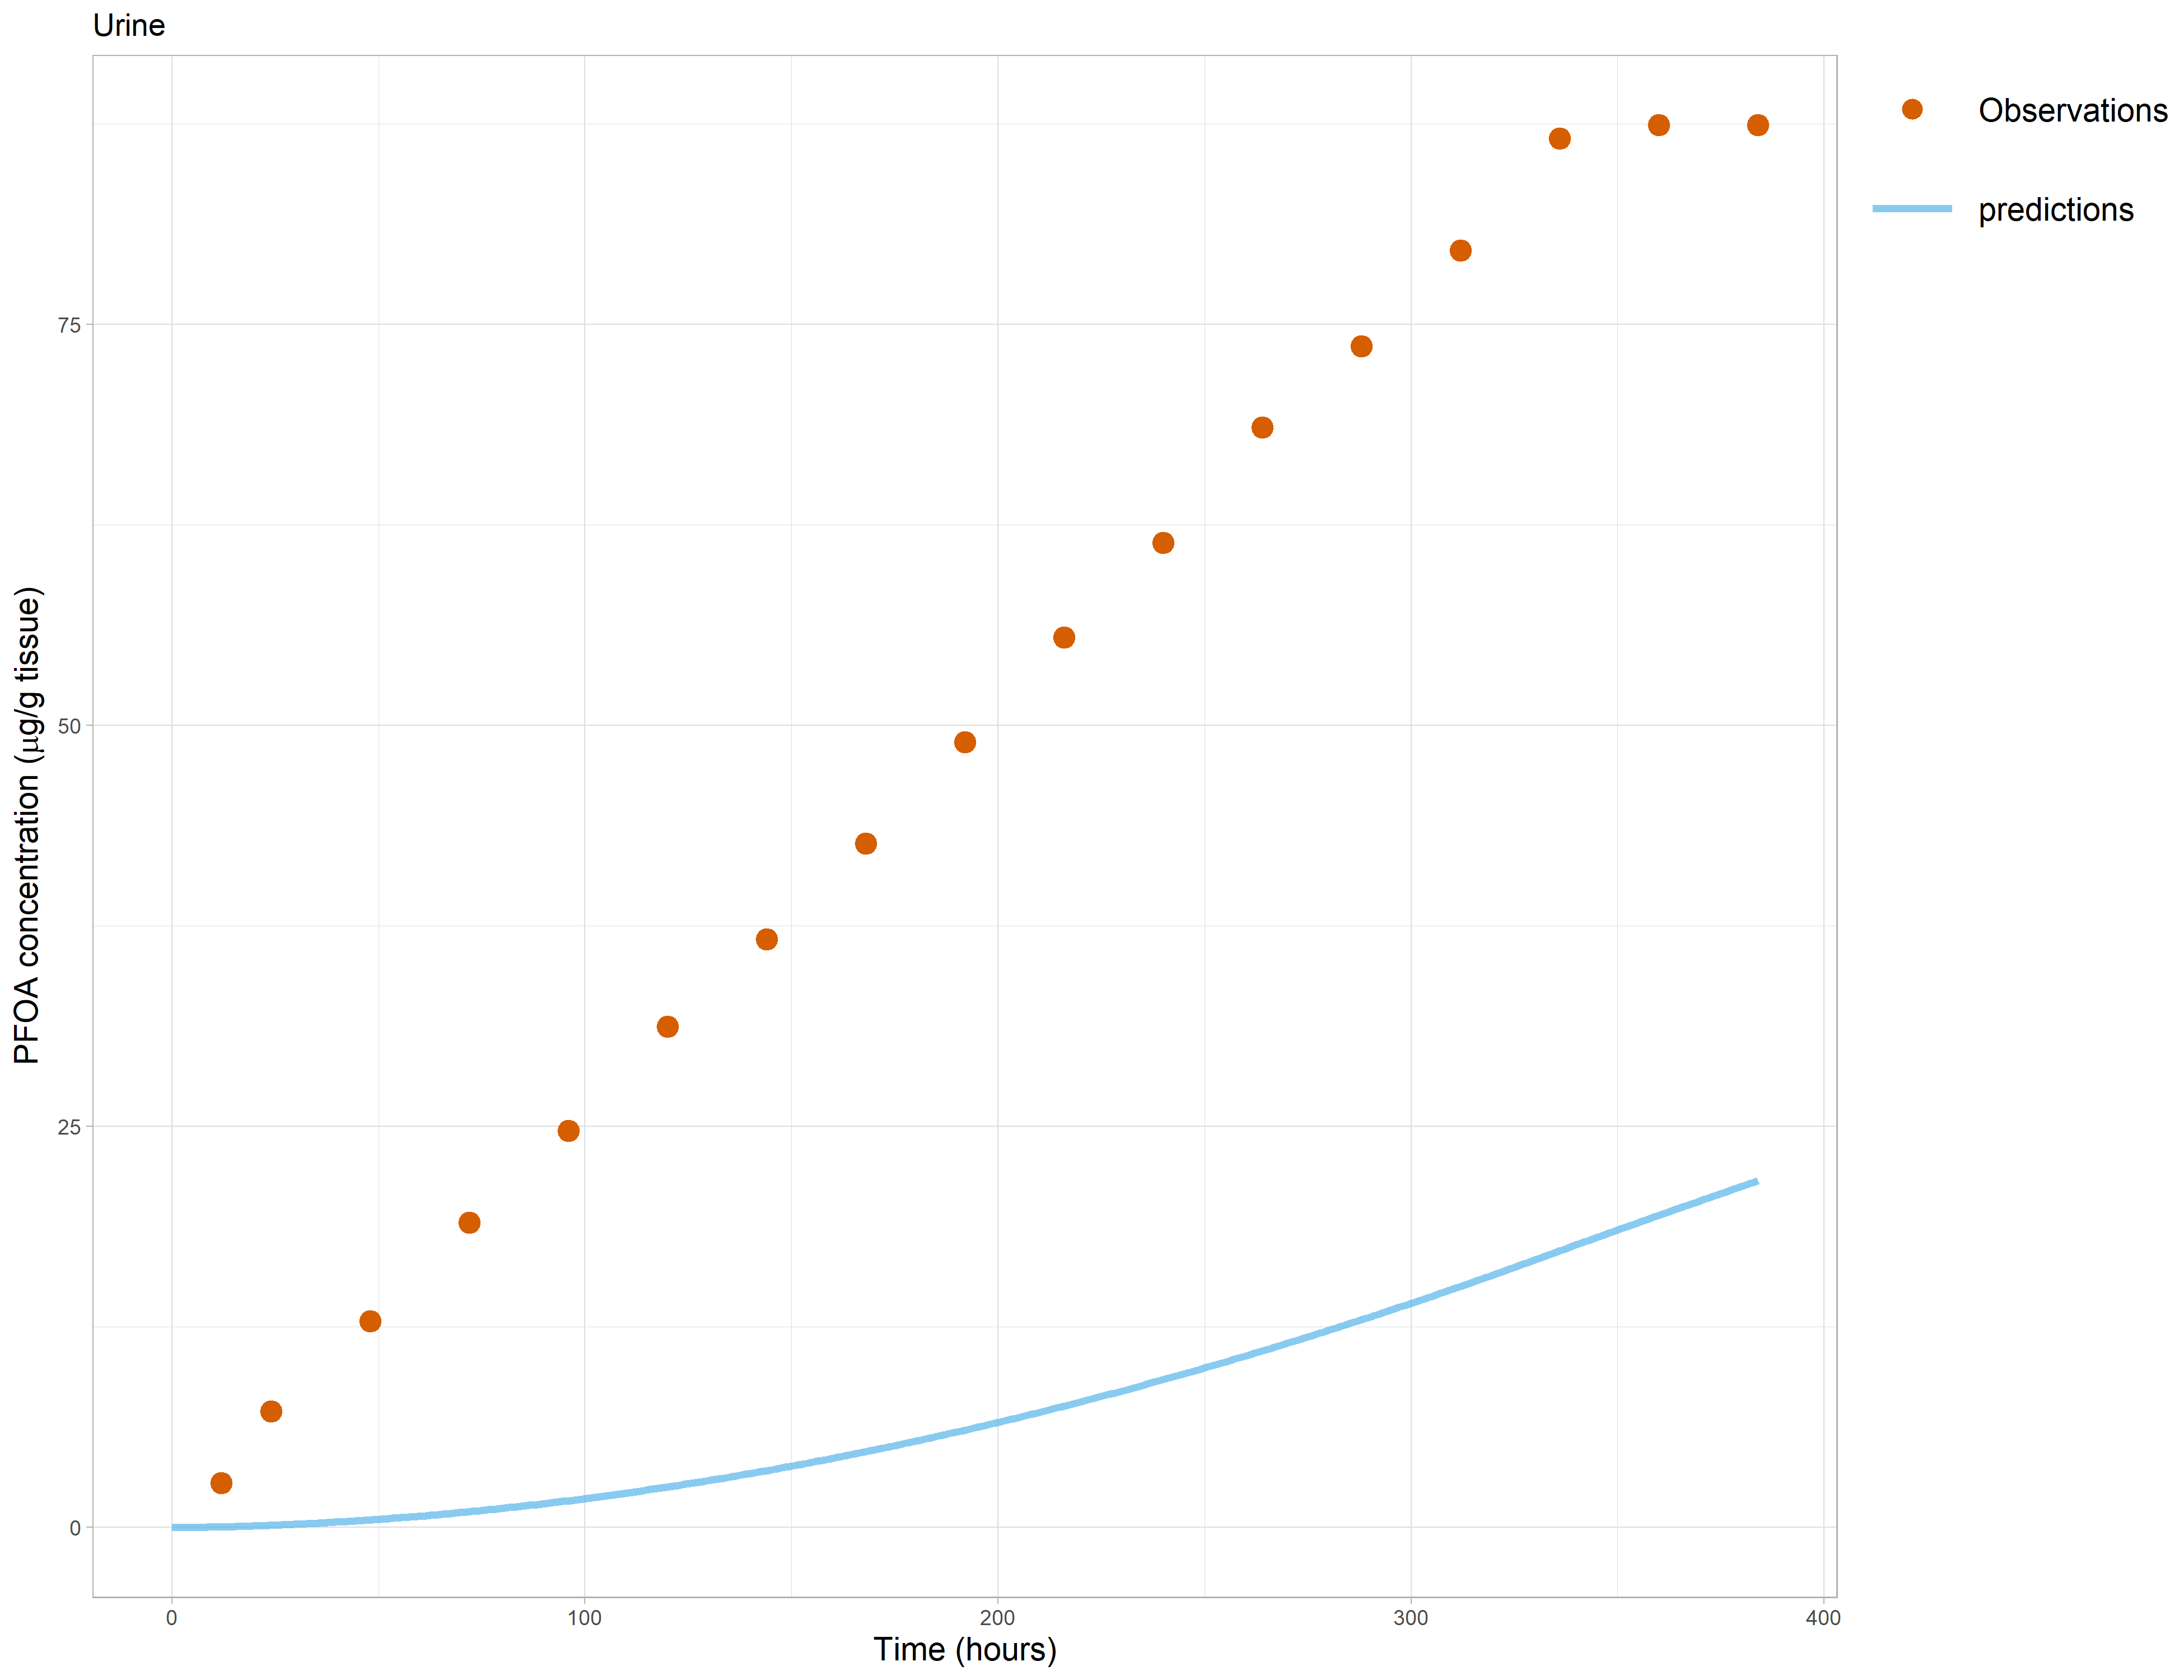 Urine
Observations
predictions
75
50
25
0
PFOA concentration (μg/g tissue)
0
100
200
300
400
Time (hours)